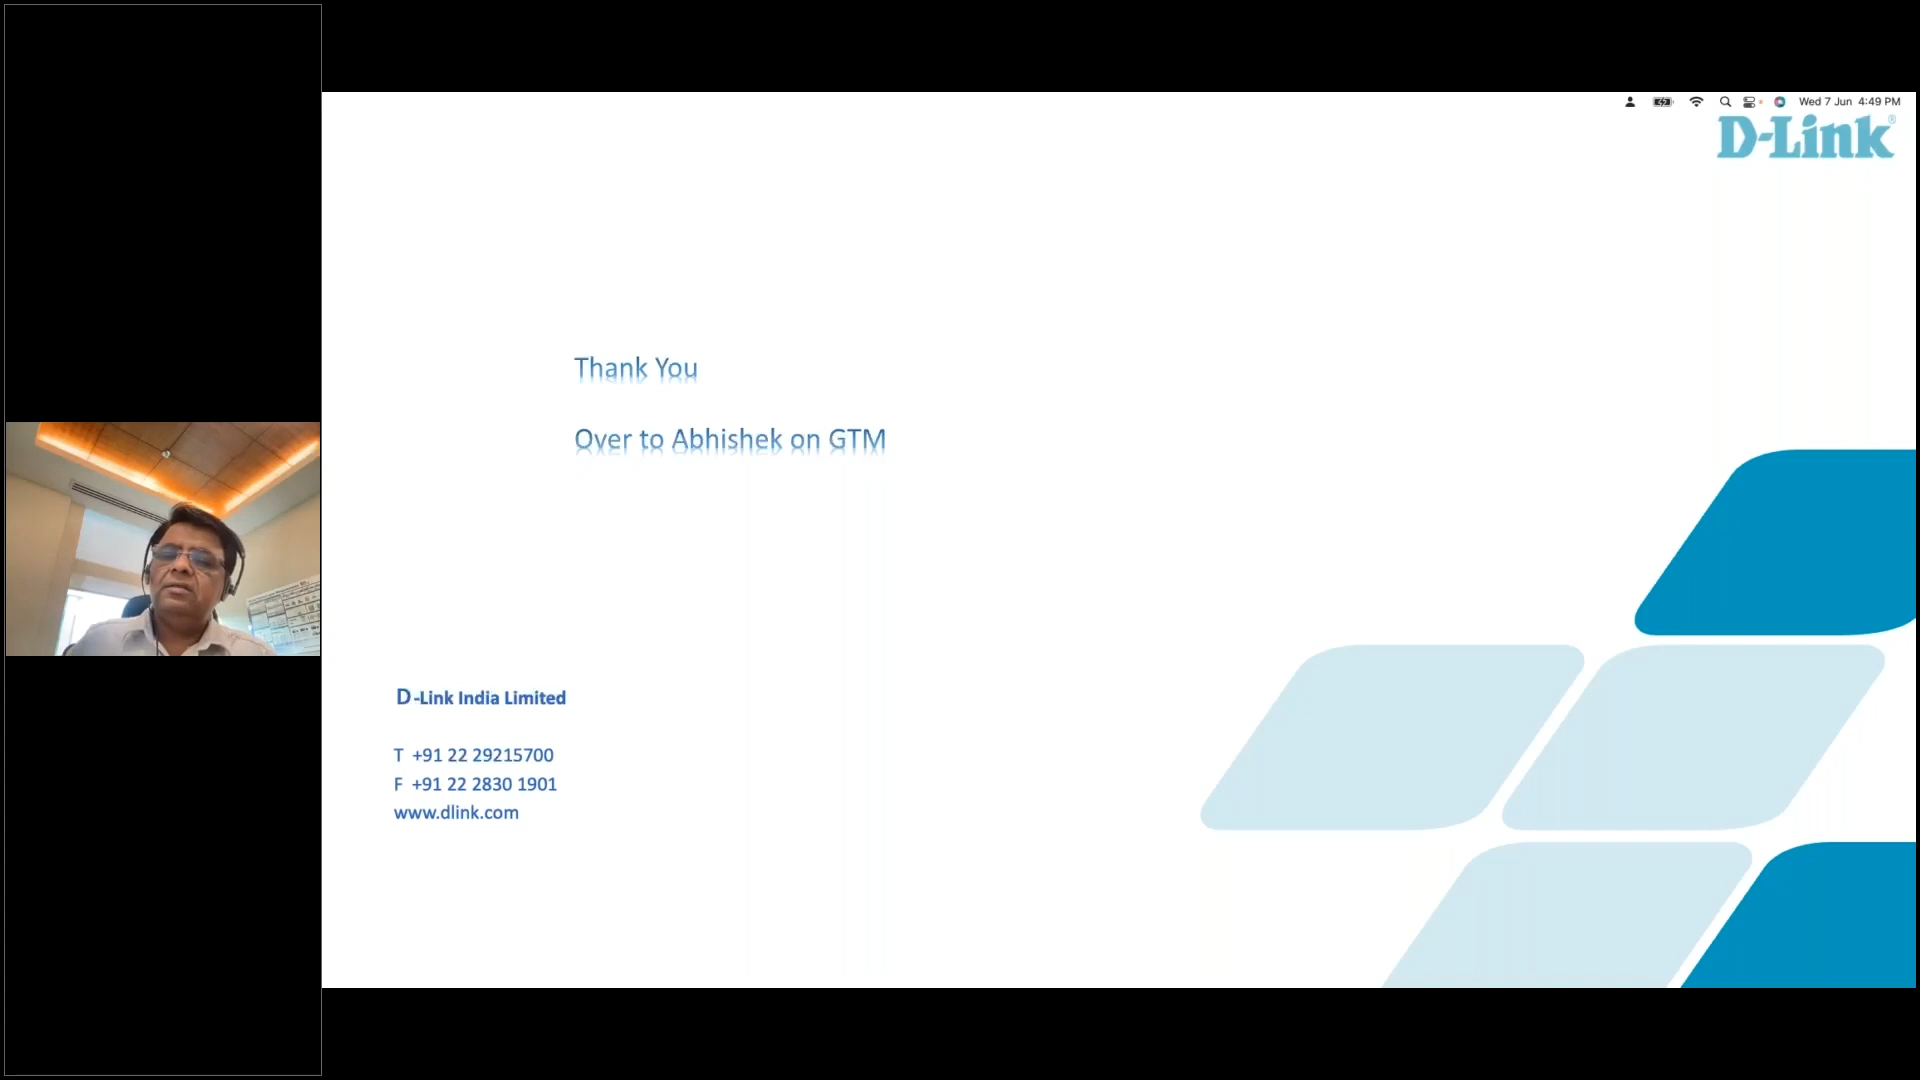 Wed 7 Jun 4:49 PM
D-Link®
Thank You
Over to Abhishek on GTM
D-Link India Limited
T +91 22 29215700
F +91 22 2830 1901
www.dlink.com